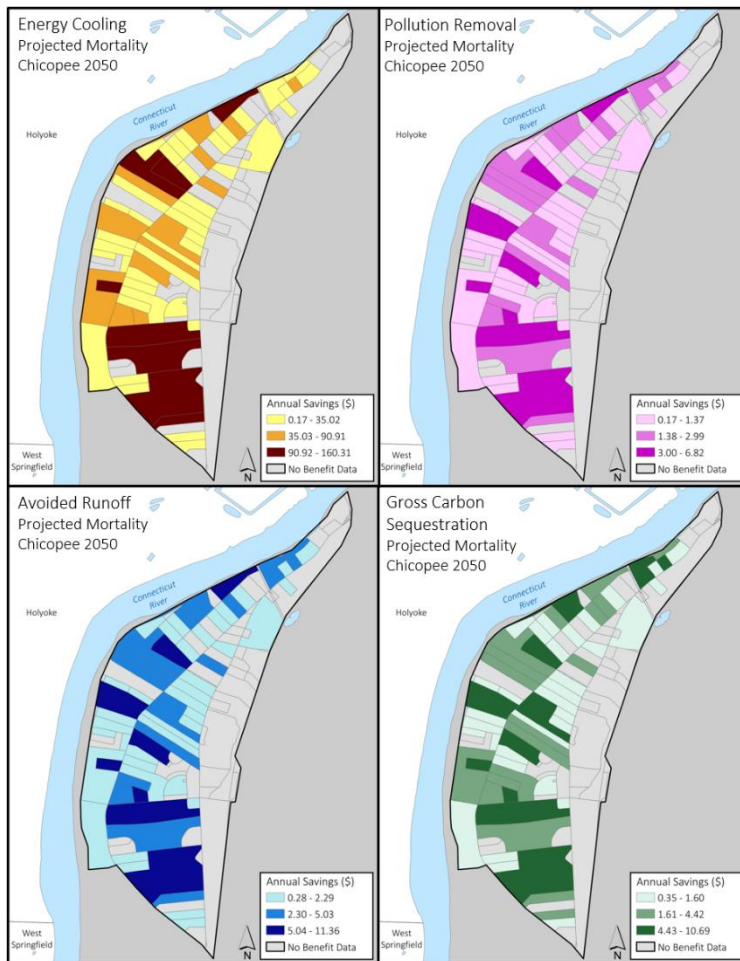 Energy Cooling
Projected Mortality
Chicopee 2050
Connecticut
River
Holyoke
West
Springfield
N
Annual Savings ($)
0.17 - 35.02
35.03 - 90.91
90.92 - 160.31
No Benefit Data
Pollution Removal
Projected Mortality
Chicopee 2050
Connecticut
River
Holyoke
West
Springfield
N
Annual Savings ($)
0.17 - 1.37
1.38 - 2.99
3.00 - 6.82
No Benefit Data
Avoided Runoff
Projected Mortality
Chicopee 2050
Connecticut
River
Holyoke
West
Springfield
N
Annual Savings ($)
0.28 - 2.29
2.30 - 5.03
5.04 - 11.36
No Benefit Data
Gross Carbon
Sequestration
Projected Mortality
Chicopee 2050
Connecticut
River
Holyoke
West
Springfield
N
Annual Savings ($)
0.35 - 1.60
1.61 - 4.42
4.43 - 10.69
No Benefit Data